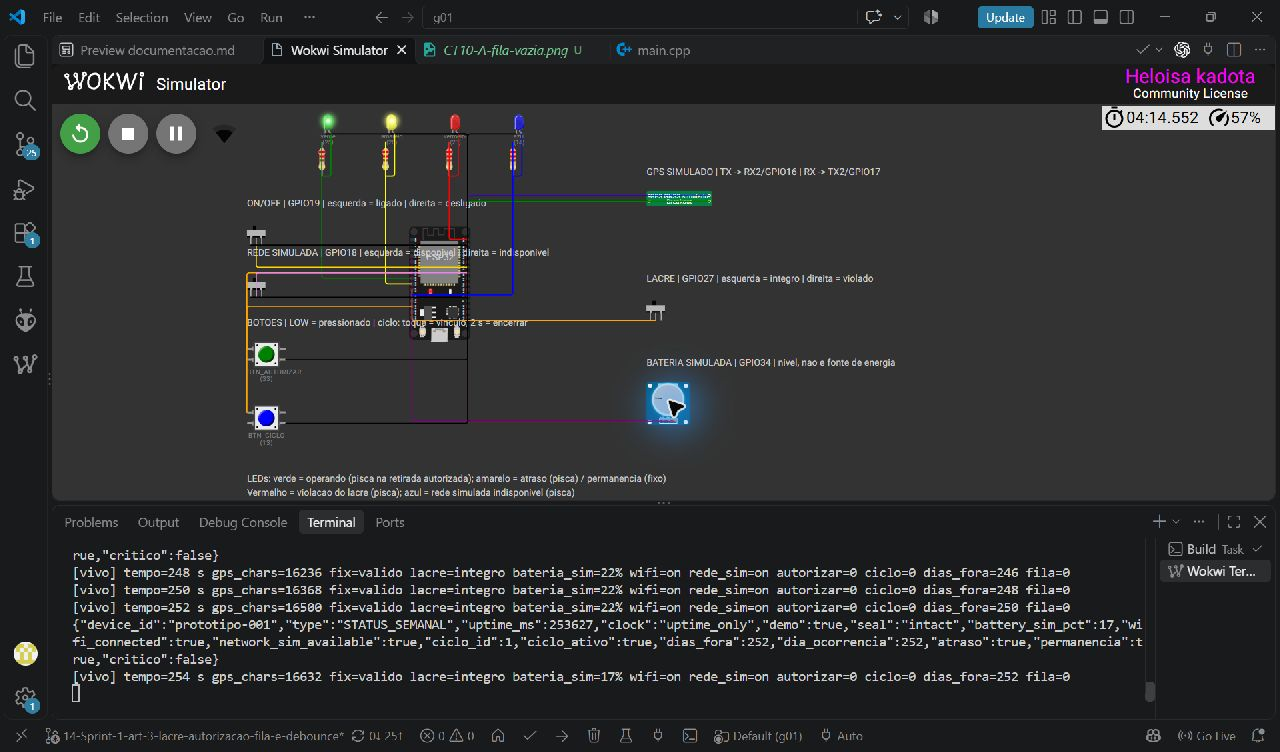 File Edit Selection View Go Run ··· g01 Update
Preview documentacao.md Wokwi Simulator CT10-A-fila-vazia.png U main.cpp
WOKWI Simulator
Heloisa kadota
Community License
04:14.552 57%
GPS SIMULADO | TX -> RX2/GPIO16 | RX -> TX2/GPIO17
ON/OFF | GPIO19 | esquerda = ligado | direita = desligado
REDE SIMULADA | GPIO18 | esquerda = disponivel | direita = indisponivel
LACRE | GPIO27 | esquerda = integro | direita = violado
BOTOES | LOW = pressionado | ciclo: toque = vinculo, 2 s = encerrar
BTN_AUTORIZAR
(33)
BATERIA SIMULADA | GPIO34 | nivel, nao e fonte de energia
BTN_CICLO
(13)
LEDs: verde = operando (pisca na retirada autorizada); amarelo = atraso (pisca) / permanencia (fixo)
Vermelho = violacao do lacre (pisca); azul = rede simulada indisponivel (pisca)
Problems Output Debug Console Terminal Ports
Build Task
Wokwi Ter...
rue,"critico":false}
[vivo] tempo=248 s gps_chars=16236 fix=valido lacre=integro bateria_sim=22% wifi=on rede_sim=on autorizar=0 ciclo=0 dias_fora=246 fila=0
[vivo] tempo=250 s gps_chars=16368 fix=valido lacre=integro bateria_sim=22% wifi=on rede_sim=on autorizar=0 ciclo=0 dias_fora=248 fila=0
[vivo] tempo=252 s gps_chars=16500 fix=valido lacre=integro bateria_sim=22% wifi=on rede_sim=on autorizar=0 ciclo=0 dias_fora=250 fila=0
{"device_id":"prototipo-001","type":"STATUS_SEMANAL","uptime_ms":253627,"clock":"uptime_only","demo":true,"seal":"intact","battery_sim_pct":17,"wi
fi_connected":true,"network_sim_available":true,"ciclo_id":1,"ciclo_ativo":true,"dias_fora":252,"dia_ocorrencia":252,"atraso":true,"permanencia":t
rue,"critico":false}
[vivo] tempo=254 s gps_chars=16632 fix=valido lacre=integro bateria_sim=17% wifi=on rede_sim=on autorizar=0 ciclo=0 dias_fora=252 fila=0
25
1
1
14-Sprint-1-art-3-lacre-autorizacao-fila-e-debounce* 0↓ 25↑ 0 0 Default (g01) Auto Go Live